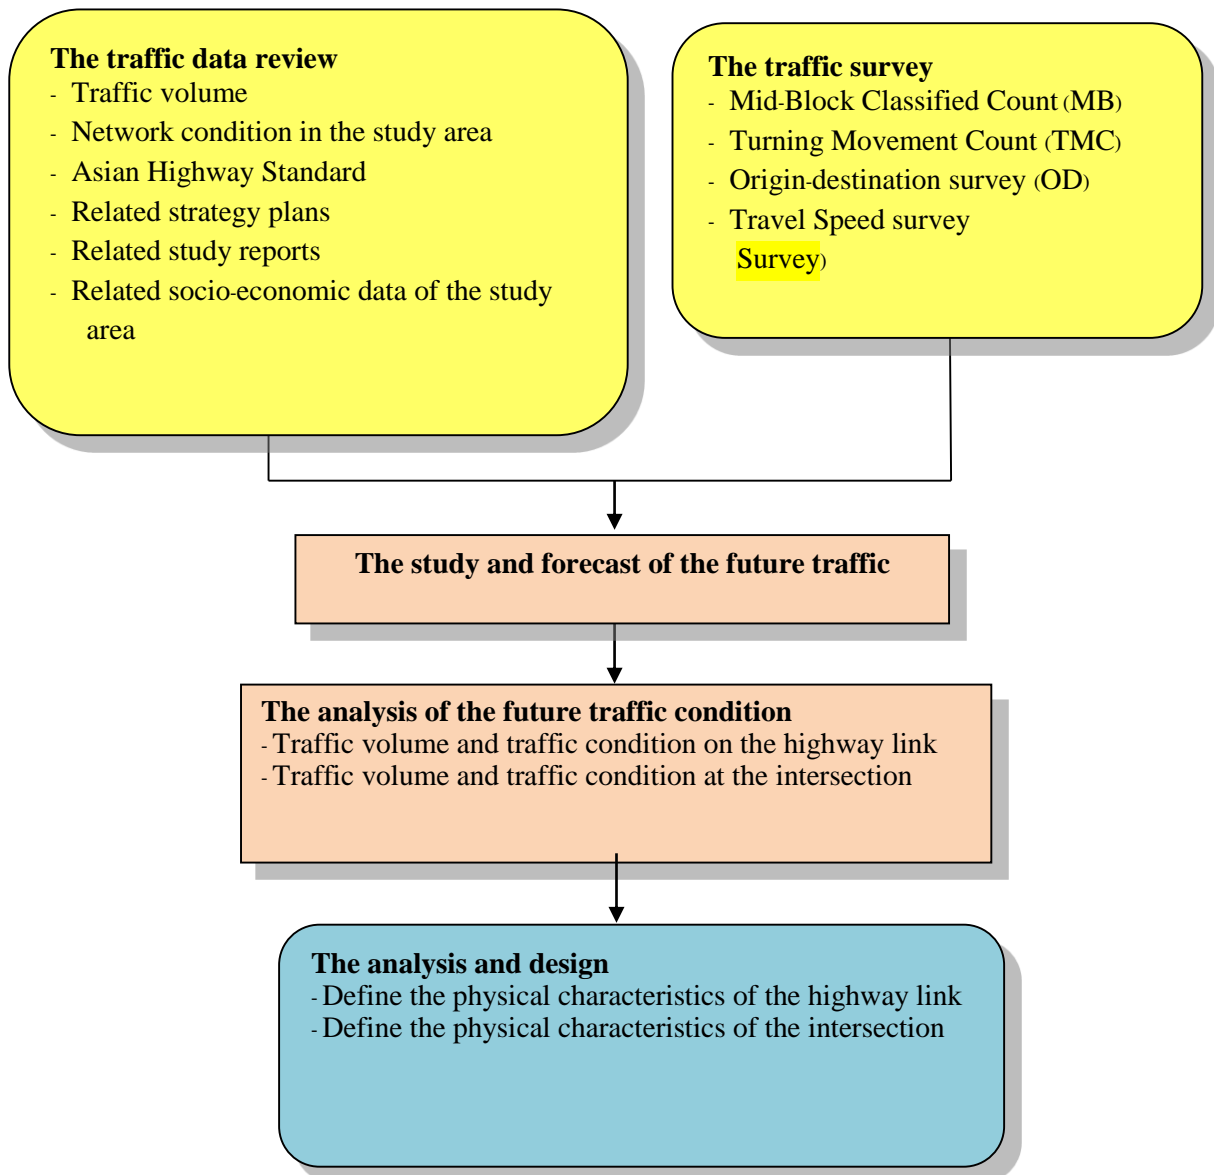 The traffic data review
- Traffic volume
- Network condition in the study area
- Asian Highway Standard
- Related strategy plans
- Related study reports
- Related socio-economic data of the study
area
The traffic survey
- Mid-Block Classified Count (MB)
- Turning Movement Count (TMC)
- Origin-destination survey (OD)
- Travel Speed survey
Survey)
The study and forecast of the future traffic
The analysis of the future traffic condition
- Traffic volume and traffic condition on the highway link
- Traffic volume and traffic condition at the intersection
The analysis and design
- Define the physical characteristics of the highway link
- Define the physical characteristics of the intersection